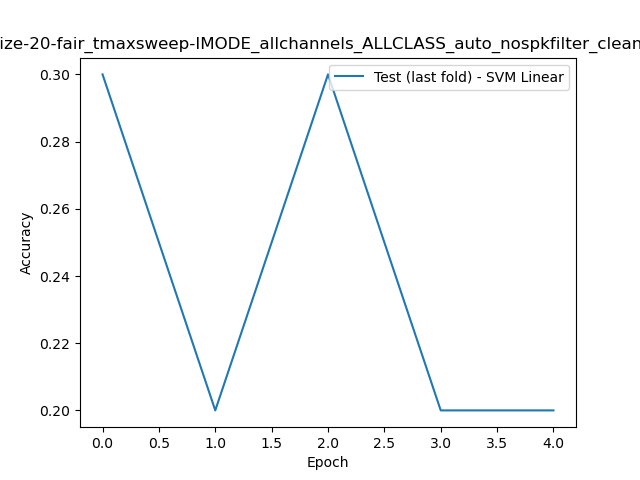 ize-20-fair_tmaxsweep-IMODE_allchannels_ALLCLASS_auto_nospkfilter_clean
Test (last fold) - SVM Linear
Accuracy
0.30
0.28
0.26
0.24
0.22
0.20
0.0 0.5 1.0 1.5 2.0 2.5 3.0 3.5 4.0
Epoch